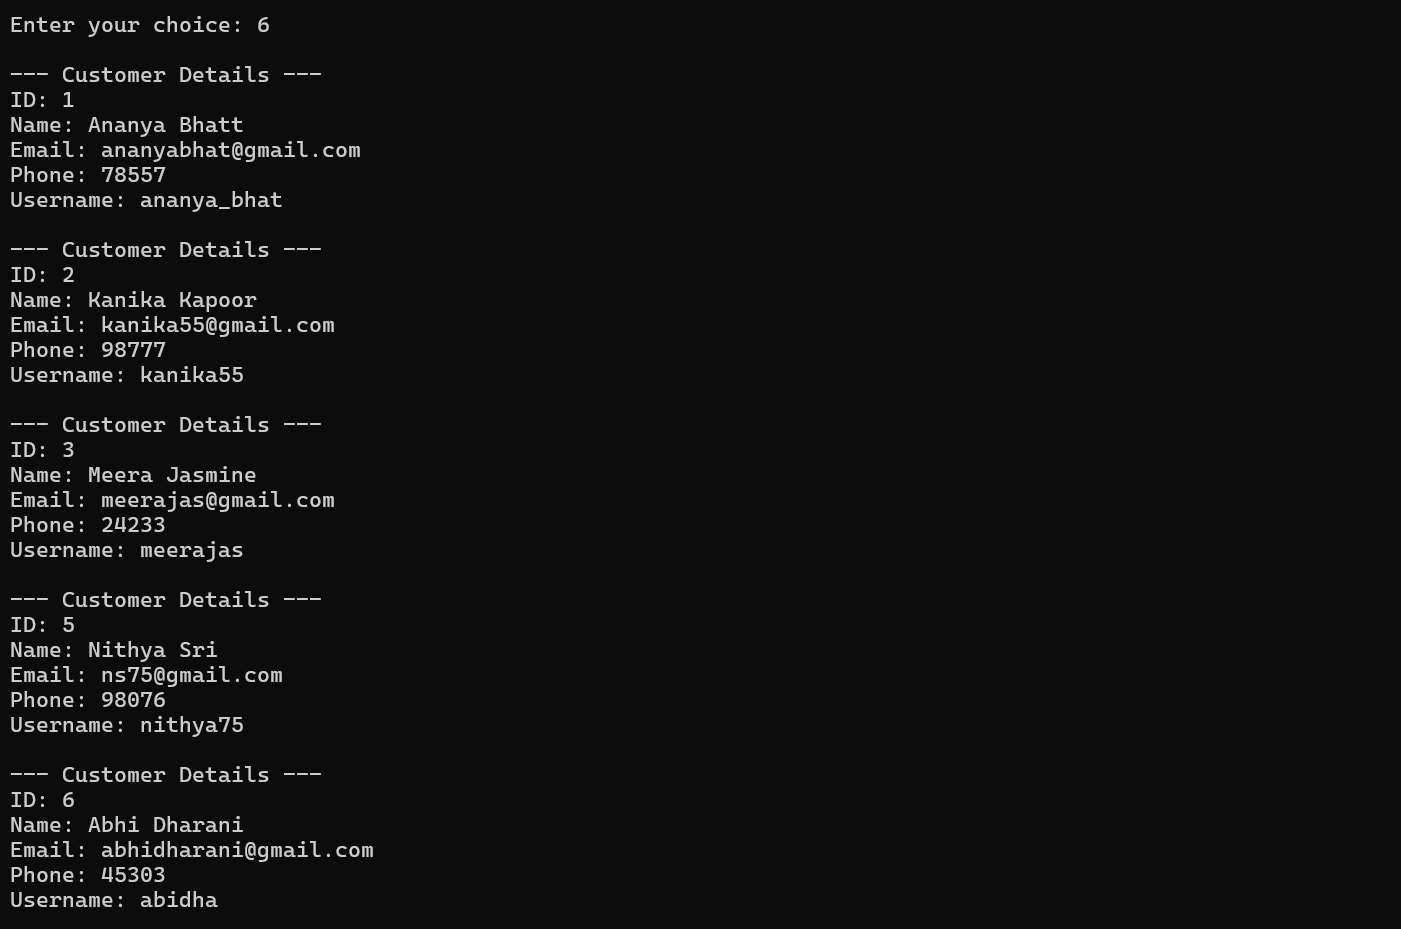 Enter your choice: 6
--- Customer Details ---
ID: 1
Name: Ananya Bhatt
Email: ananyabhat@gmail.com
Phone: 78557
Username: ananya_bhat
--- Customer Details ---
ID: 2
Name: Kanika Kapoor
Email: kanika55@gmail.com
Phone: 98777
Username: kanika55
--- Customer Details ---
ID: 3
Name: Meera Jasmine
Email: meerajas@gmail.com
Phone: 24233
Username: meerajas
--- Customer Details ---
ID: 5
Name: Nithya Sri
Email: ns75@gmail.com
Phone: 98076
Username: nithya75
--- Customer Details ---
ID: 6
Name: Abhi Dharani
Email: abhidharani@gmail.com
Phone: 45303
Username: abidha